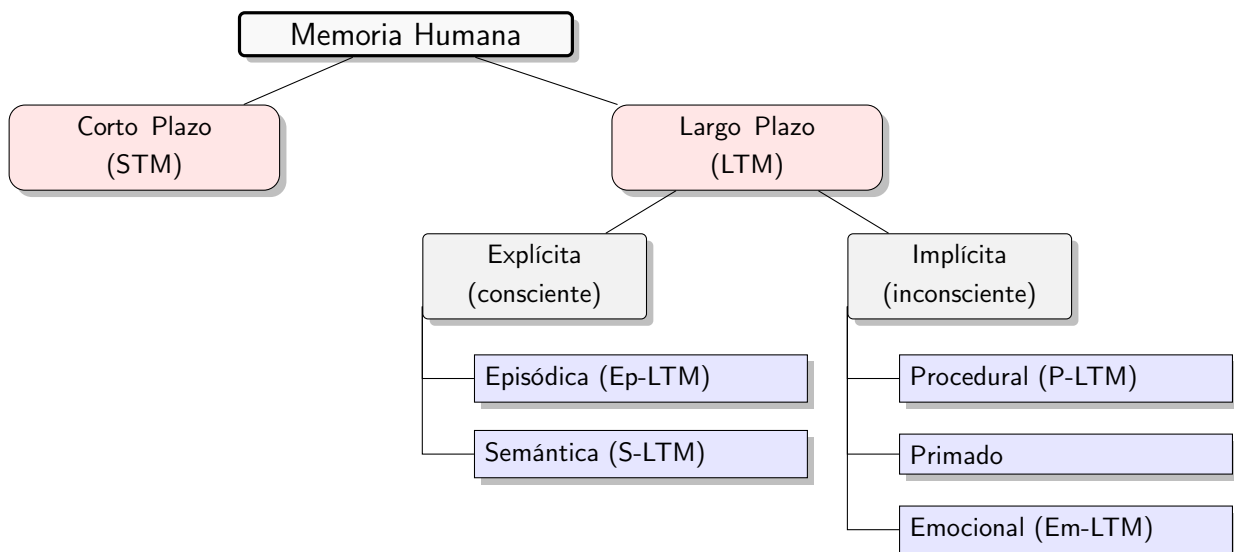 Memoria Humana
Corto Plazo
(STM)
Largo Plazo
(LTM)
Explícita
(consciente)
Implícita
(inconsciente)
Episódica (Ep-LTM)
Semántica (S-LTM)
Procedural (P-LTM)
Primado
Emocional (Em-LTM)